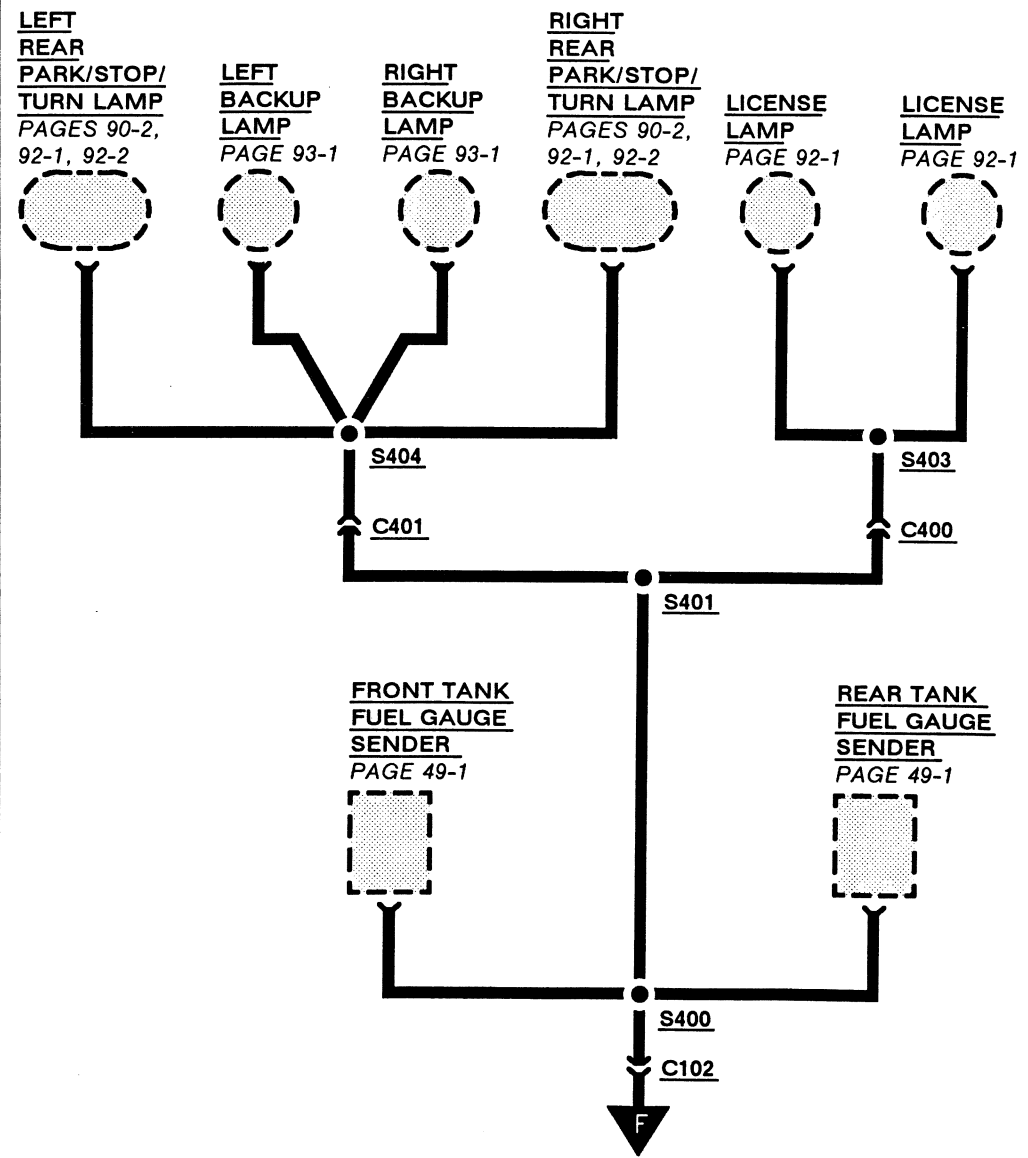 LEFT
REAR
PARK/STOP/
TURN LAMP
PAGES 90-2,
92-1, 92-2
LEFT
BACKUP
LAMP
PAGE 93-1
RIGHT
BACKUP
LAMP
PAGE 93-1
RIGHT
REAR
PARK/STOP/
TURN LAMP
PAGES 90-2,
92-1, 92-2
LICENSE
LAMP
PAGE 92-1
LICENSE
LAMP
PAGE 92-1
S404
S403
C401
C400
S401
FRONT TANK
FUEL GAUGE
SENDER
PAGE 49-1
REAR TANK
FUEL GAUGE
SENDER
PAGE 49-1
S400
C102
F